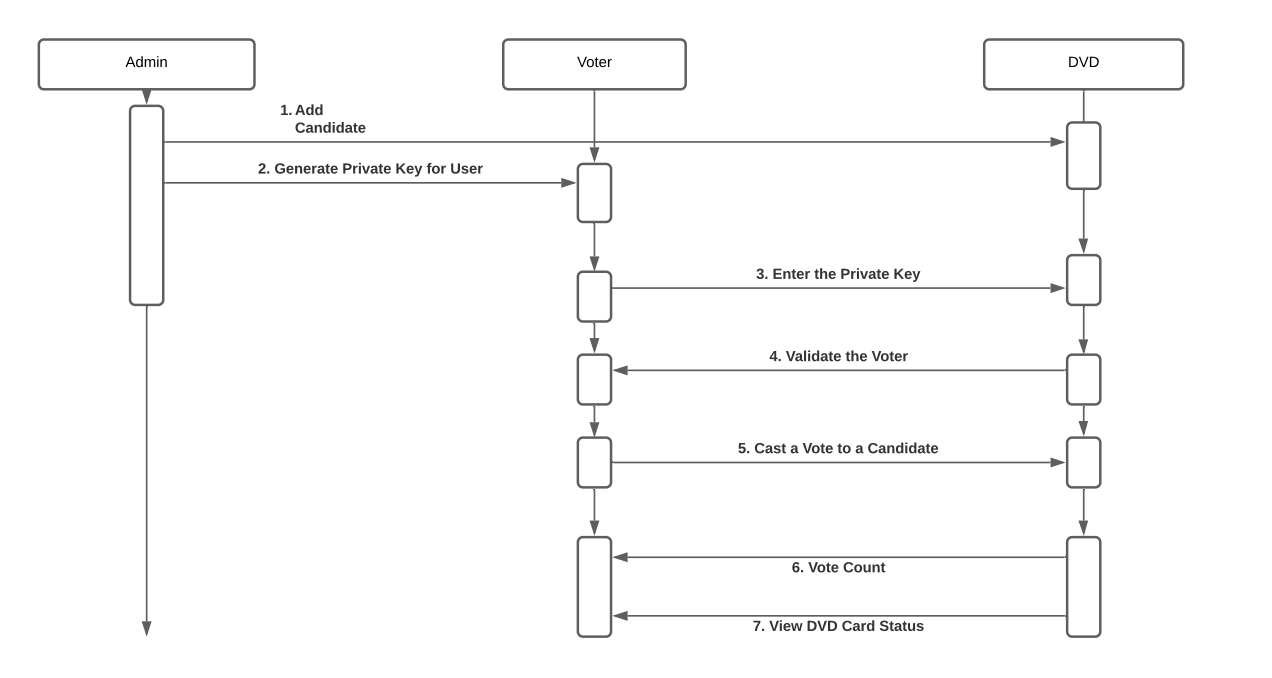 Admin
Voter
DVD
1. Add
Candidate
2. Generate Private Key for User
3. Enter the Private Key
4. Validate the Voter
5. Cast a Vote to a Candidate
6. Vote Count
7. View DVD Card Status